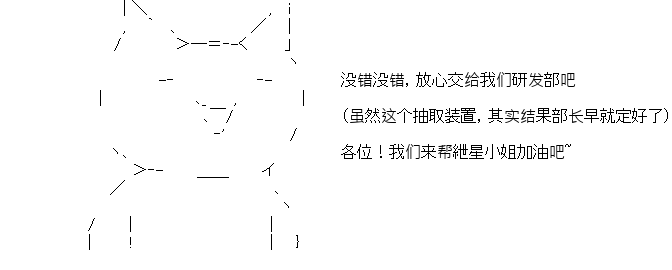 没错没错，放心交给我们研发部吧
（虽然这个抽取装置，其实结果部长早就定好了）
各位！我们来帮紲星小姐加油吧~